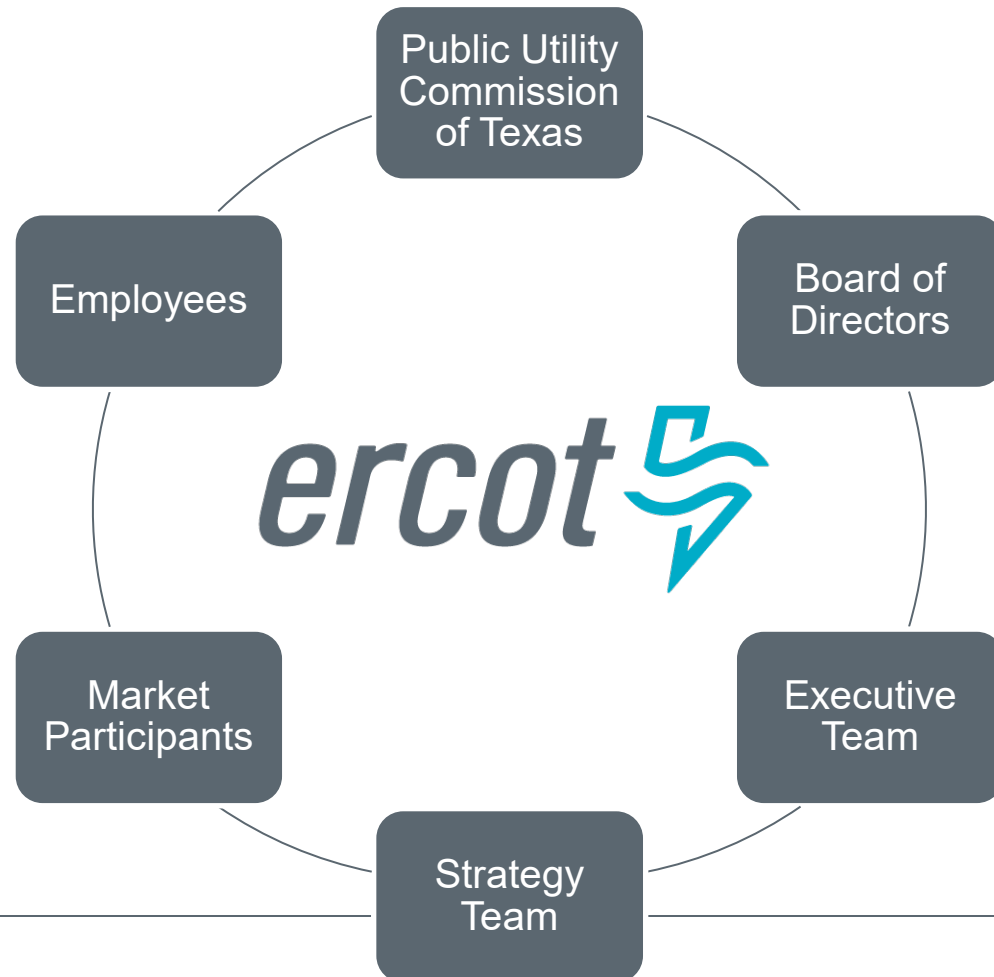 Public Utility
Commission
of Texas
Employees
Board of
Directors
ercot
Market
Participants
Executive
Team
Strategy
Team